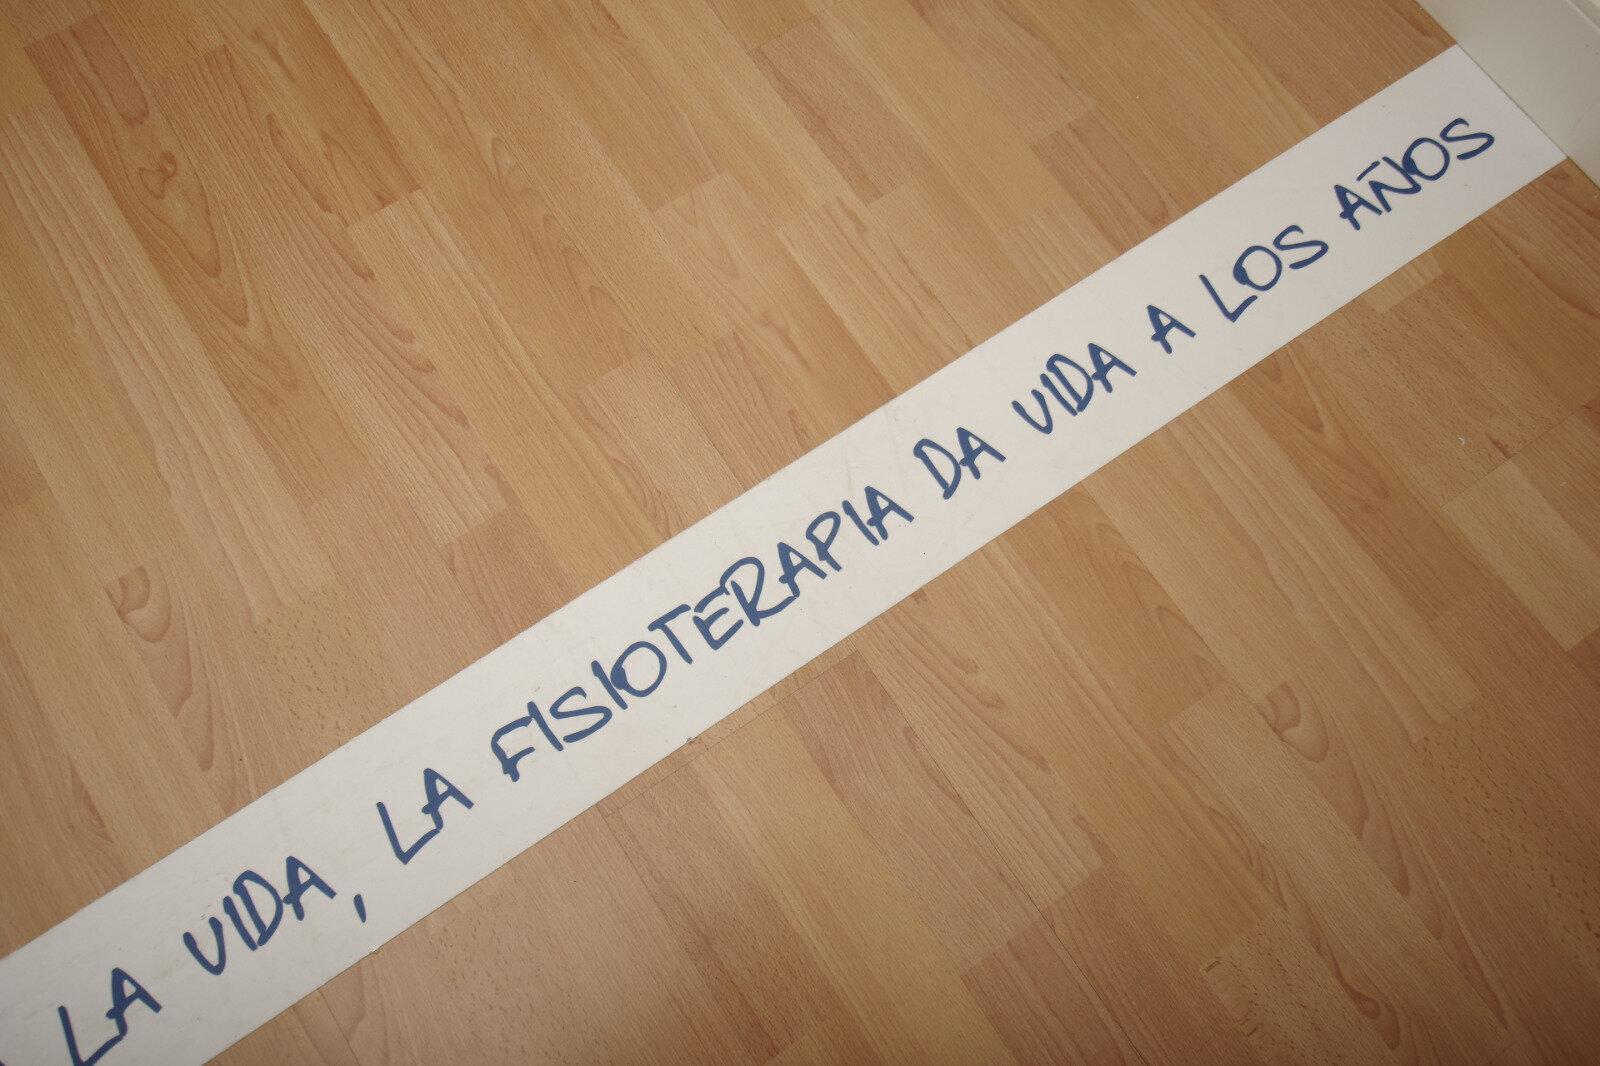 LA VIDA, LA FISIOTERAPIA DA VIDA A LOS AÑOS